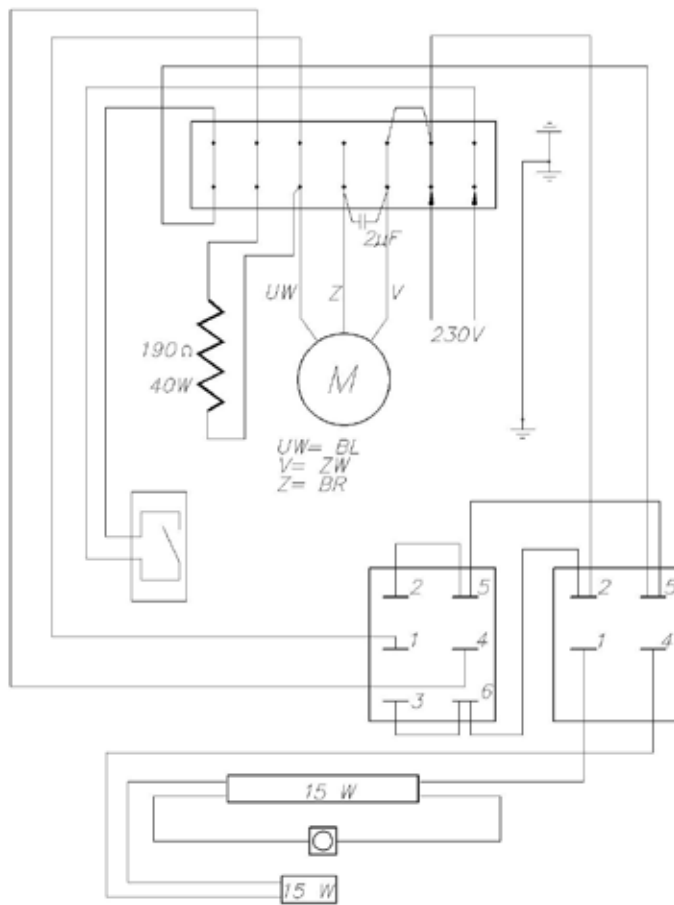 2µF
UW Z V
230V
190Ω
40W
M
UW= BL
V= ZW
Z= BR
2 5 2 5
1 4 1 4
3 6
15 W
15 W